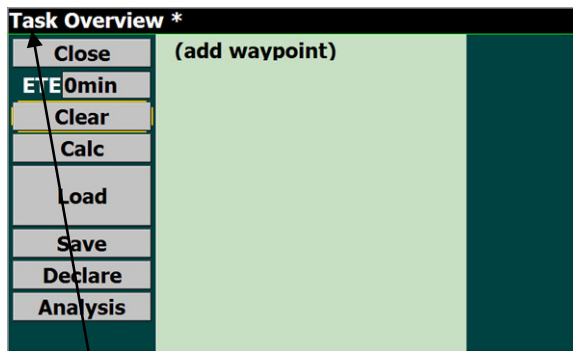 Task Overview *
Close
(add waypoint)
ETE 0min
Clear
Calc
Load
Save
Declare
Analysis